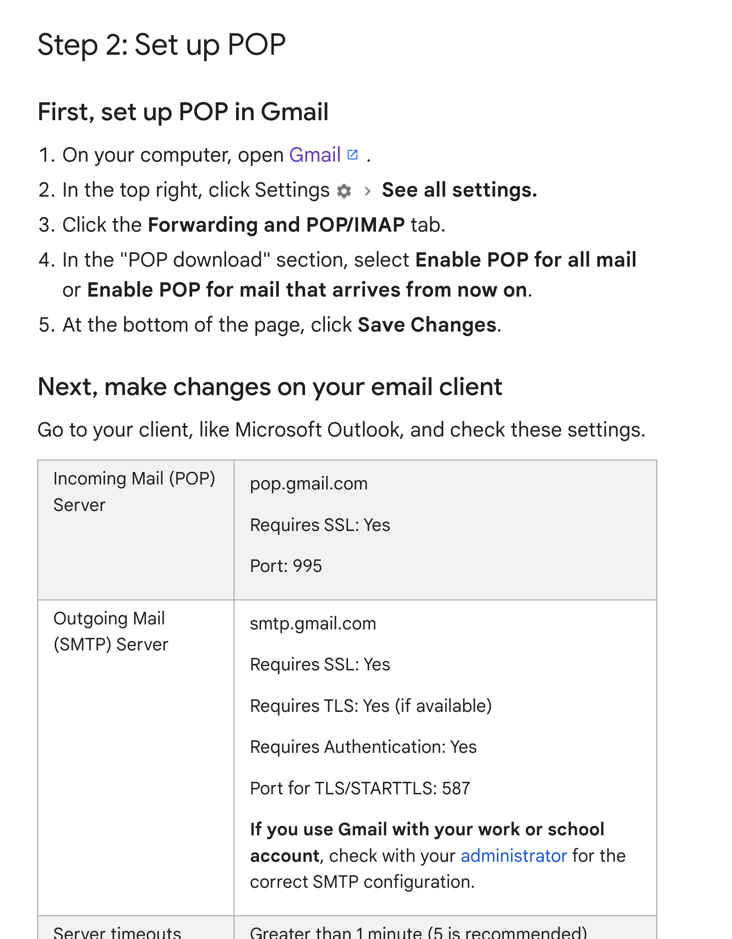 Step 2: Set up POP
First, set up POP in Gmail
1. On your computer, open Gmail .
2. In the top right, click Settings > See all settings.
3. Click the Forwarding and POP/IMAP tab.
4. In the "POP download" section, select Enable POP for all mail
or Enable POP for mail that arrives from now on.
5. At the bottom of the page, click Save Changes.
Next, make changes on your email client
Go to your client, like Microsoft Outlook, and check these settings.
Incoming Mail (POP)
Server
pop.gmail.com
Requires SSL: Yes
Port: 995
Outgoing Mail
(SMTP) Server
smtp.gmail.com
Requires SSL: Yes
Requires TLS: Yes (if available)
Requires Authentication: Yes
Port for TLS/STARTTLS: 587
If you use Gmail with your work or school
account, check with your administrator for the
correct SMTP configuration.
Server timeouts
Greater than 1 minute (5 is recommended)